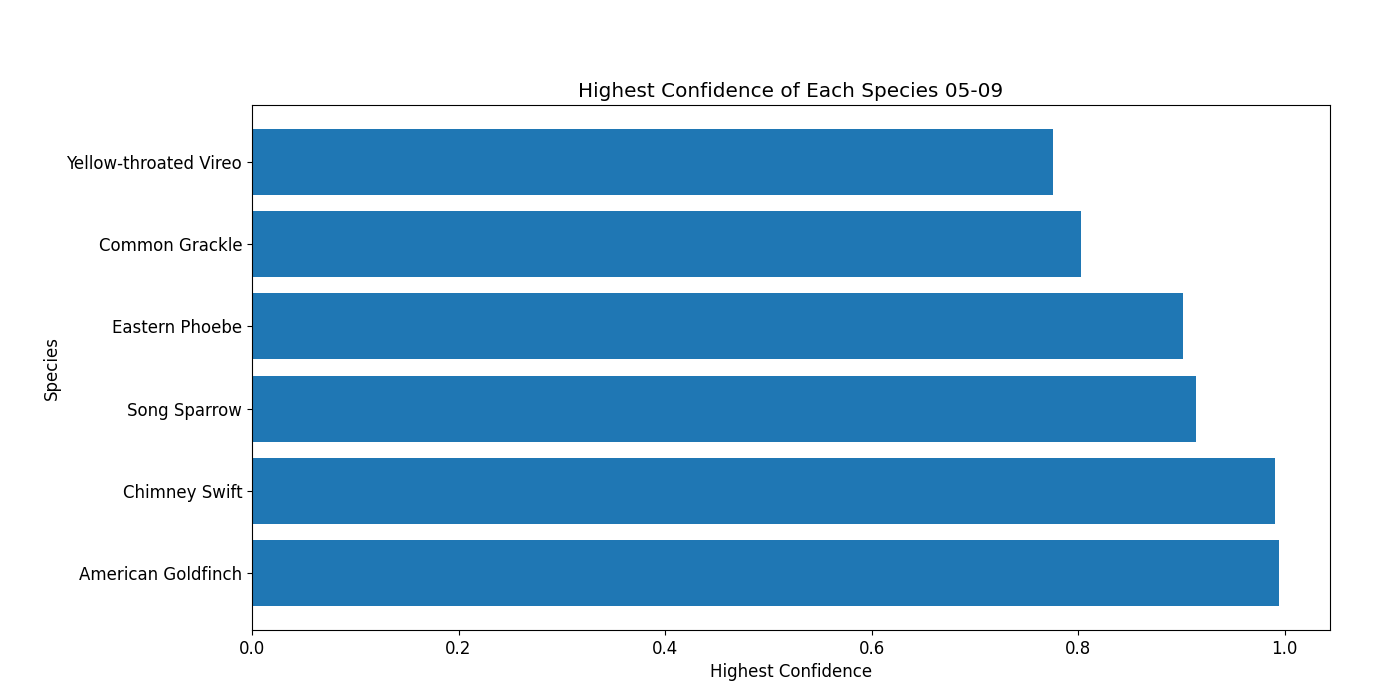 Highest Confidence of Each Species 05-09
Yellow-throated Vireo
Common Grackle
Eastern Phoebe
Song Sparrow
Chimney Swift
American Goldfinch
Species
0.0 0.2 0.4 0.6 0.8 1.0
Highest Confidence